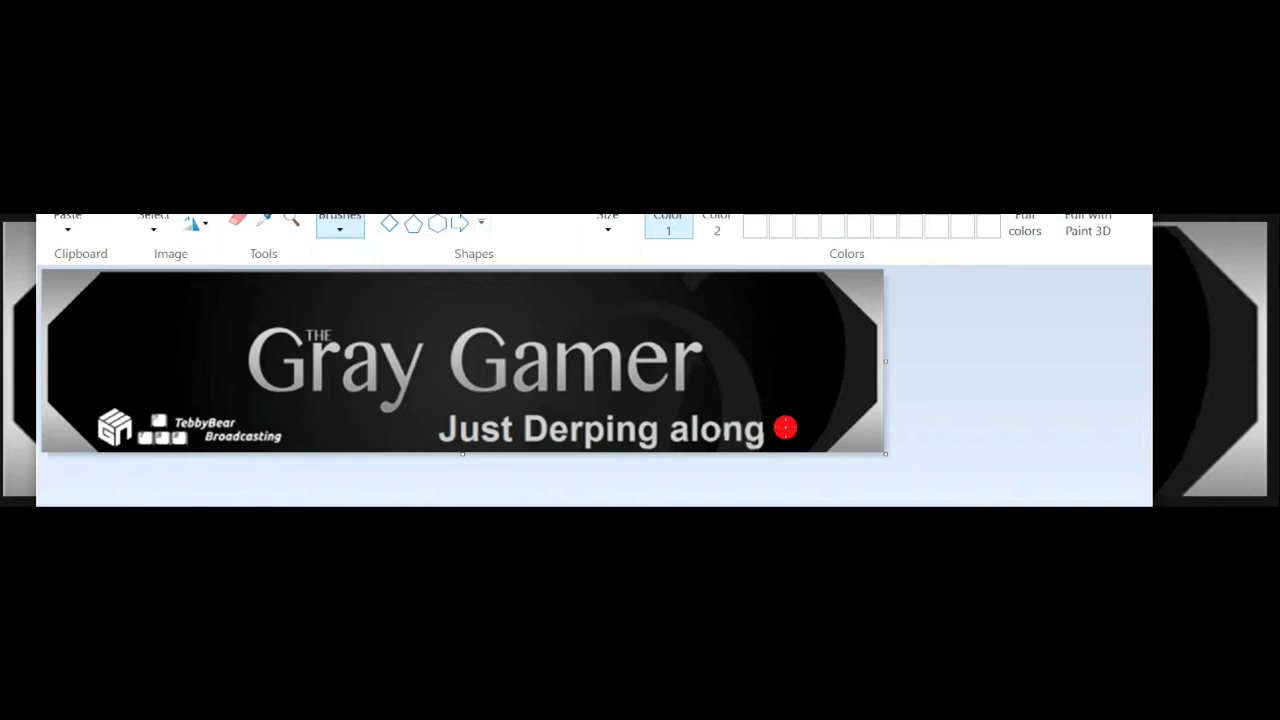 Paste
Select
Brushes
Size
Color
1
Color
2
Edit
colors
Edit with
Paint 3D
Clipboard
Image
Tools
Shapes
Colors
THE
Gray Gamer
Just Derping along
TebbyBear
Broadcasting